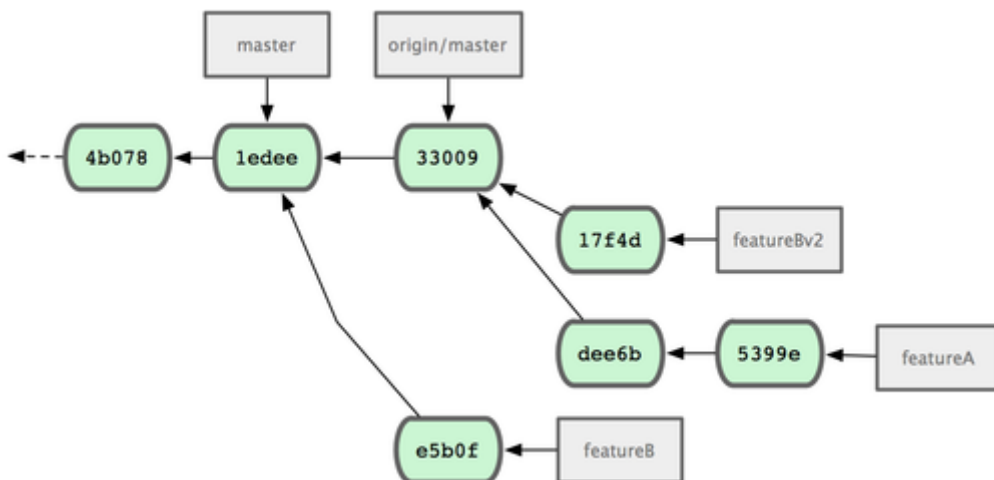 master
origin/master
4b078
1edee
33009
17f4d
featureBv2
dee6b
5399e
featureA
e5b0f
featureB